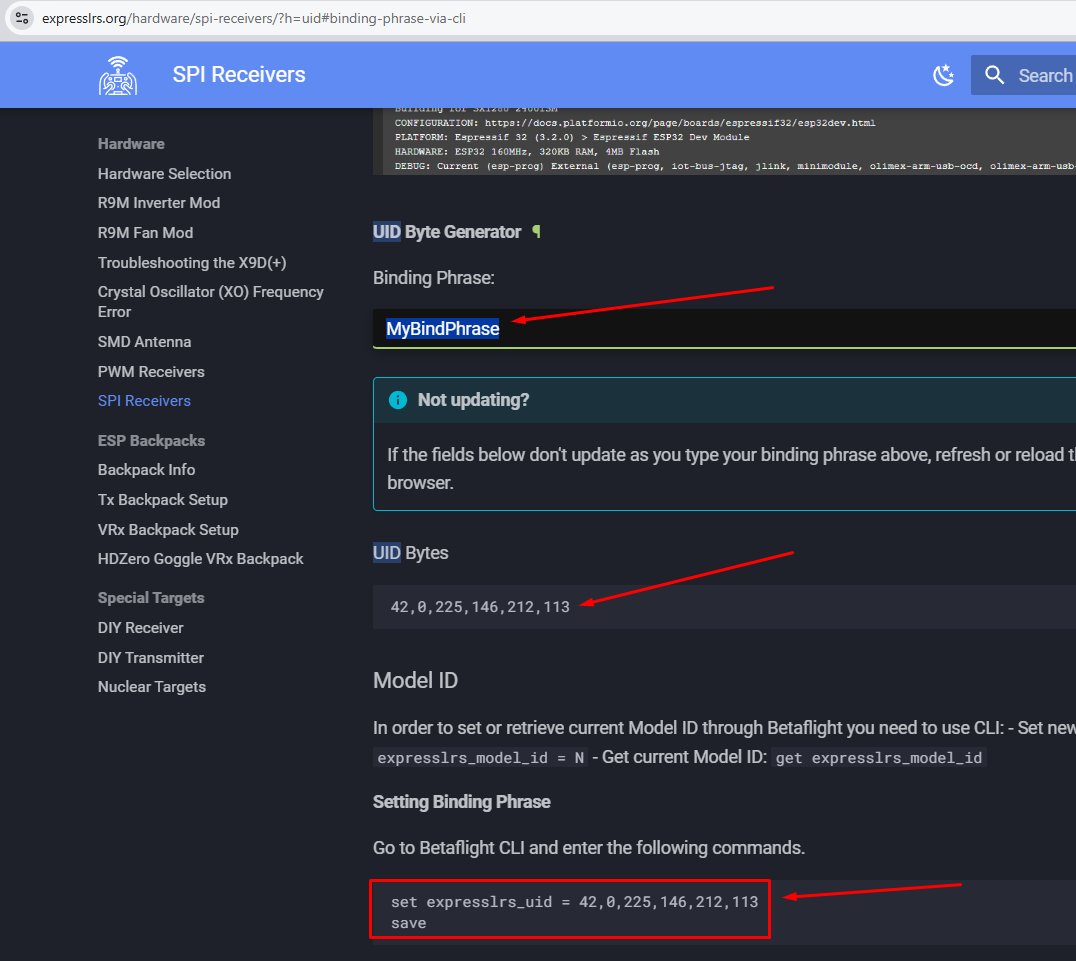 expresslrs.org/hardware/spi-receivers/?h=uid#binding-phrase-via-cli
SPI Receivers
Search
Hardware
Hardware Selection
R9M Inverter Mod
R9M Fan Mod
Troubleshooting the X9D(+)
Crystal Oscillator (XO) Frequency
Error
SMD Antenna
PWM Receivers
SPI Receivers
ESP Backpacks
Backpack Info
Tx Backpack Setup
VRx Backpack Setup
HDZero Goggle VRx Backpack
Special Targets
DIY Receiver
DIY Transmitter
Nuclear Targets
Building for SX1280 2400ISM
CONFIGURATION: https://docs.platformio.org/page/boards/espressif32/esp32dev.html
PLATFORM: Espressif 32 (3.2.0) > Espressif ESP32 Dev Module
HARDWARE: ESP32 160MHz, 320KB RAM, 4MB Flash
DEBUG: Current (esp-prog) External (esp-prog, iot-bus-jtag, jlink, minimodule, olimex-arm-usb-ocd, olimex-arm-usb-
UID Byte Generator ¶
Binding Phrase:
MyBindPhrase
Not updating?
If the fields below don't update as you type your binding phrase above, refresh or reload
browser.
UID Bytes
42,0,225,146,212,113
Model ID
In order to set or retrieve current Model ID through Betaflight you need to use CLI: - Set new
expresslrs_model_id = N - Get current Model ID: get expresslrs_model_id
Setting Binding Phrase
Go to Betaflight CLI and enter the following commands.
set expresslrs_uid = 42,0,225,146,212,113
save